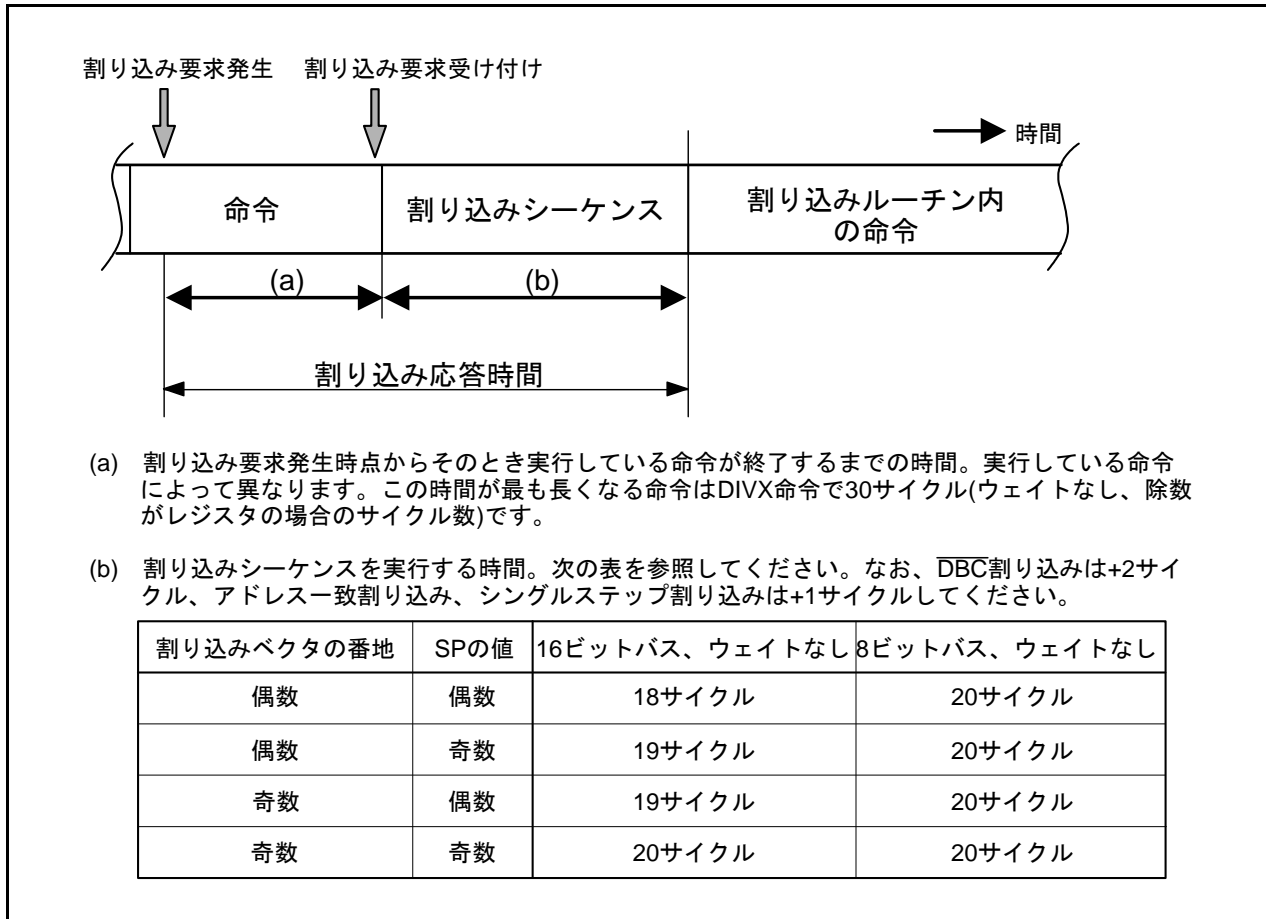 割り込み要求発生 割り込み要求受け付け
時間
命令 割り込みシーケンス 割り込みルーチン内
の命令
(a) (b)
割り込み応答時間
(a) 割り込み要求発生時点からそのとき実行している命令が終了するまでの時間。実行している命令
によって異なります。この時間が最も長くなる命令はDIVX命令で30サイクル(ウェイトなし、除数
がレジスタの場合のサイクル数)です。
(b) 割り込みシーケンスを実行する時間。次の表を参照してください。なお、D̅B̅C̅割り込みは+2サイ
クル、アドレス一致割り込み、シングルステップ割り込みは+1サイクルしてください。
割り込みベクタの番地 SPの値 16ビットバス、ウェイトなし 8ビットバス、ウェイトなし
偶数 偶数 18サイクル 20サイクル
偶数 奇数 19サイクル 20サイクル
奇数 偶数 19サイクル 20サイクル
奇数 奇数 20サイクル 20サイクル